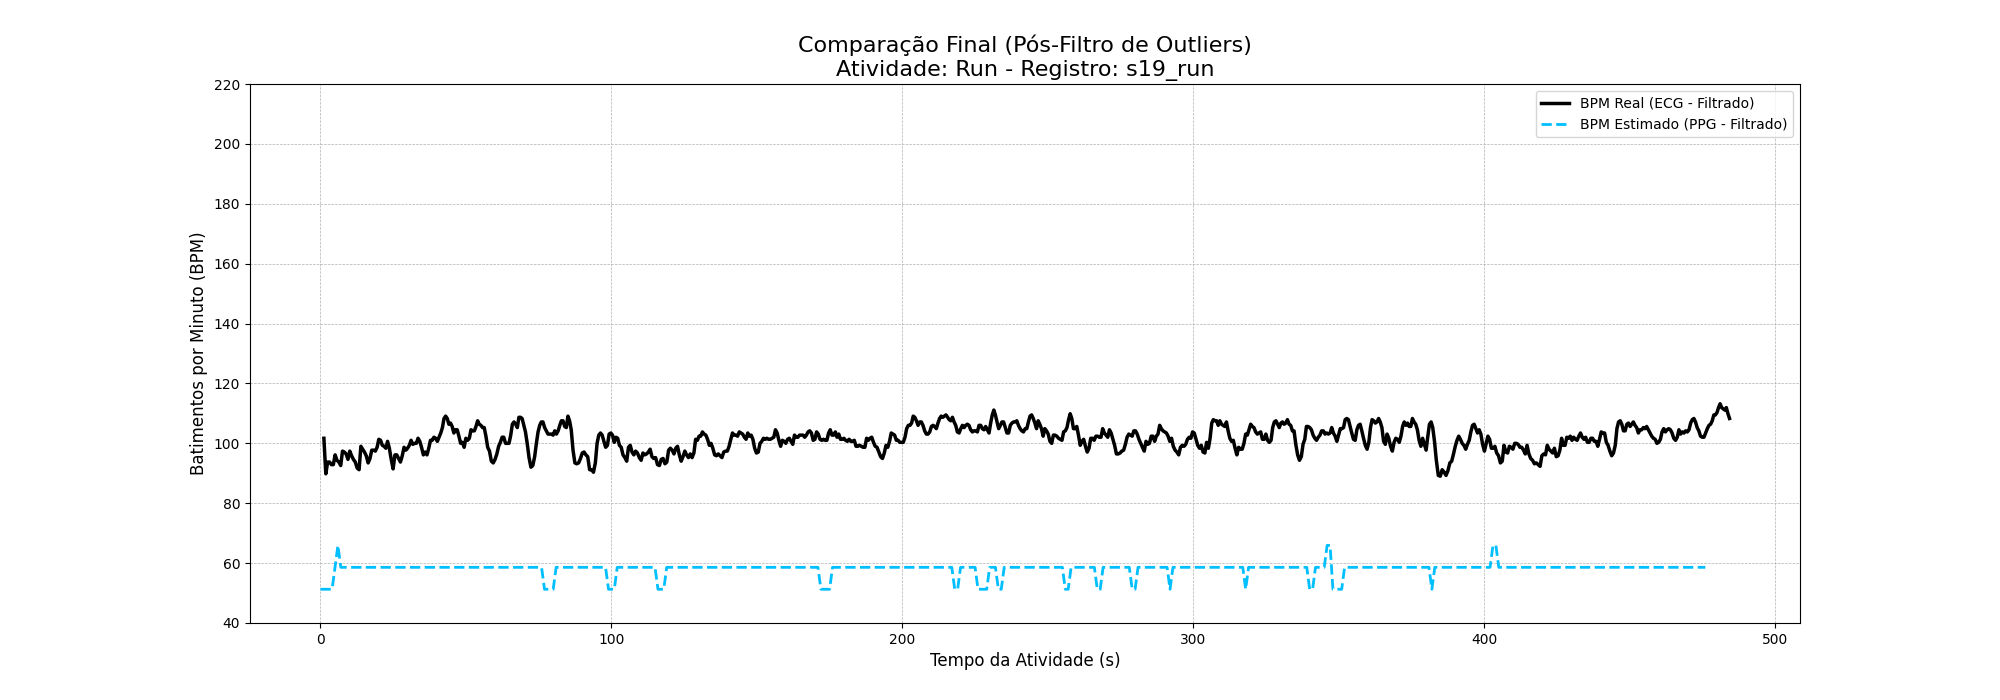 Comparação Final (Pós-Filtro de Outliers)
Atividade: Run - Registro: s19_run
BPM Real (ECG - Filtrado)
BPM Estimado (PPG - Filtrado)
Batimentos por Minuto (BPM)
220
200
180
160
140
120
100
80
60
40
0 100 200 300 400 500
Tempo da Atividade (s)